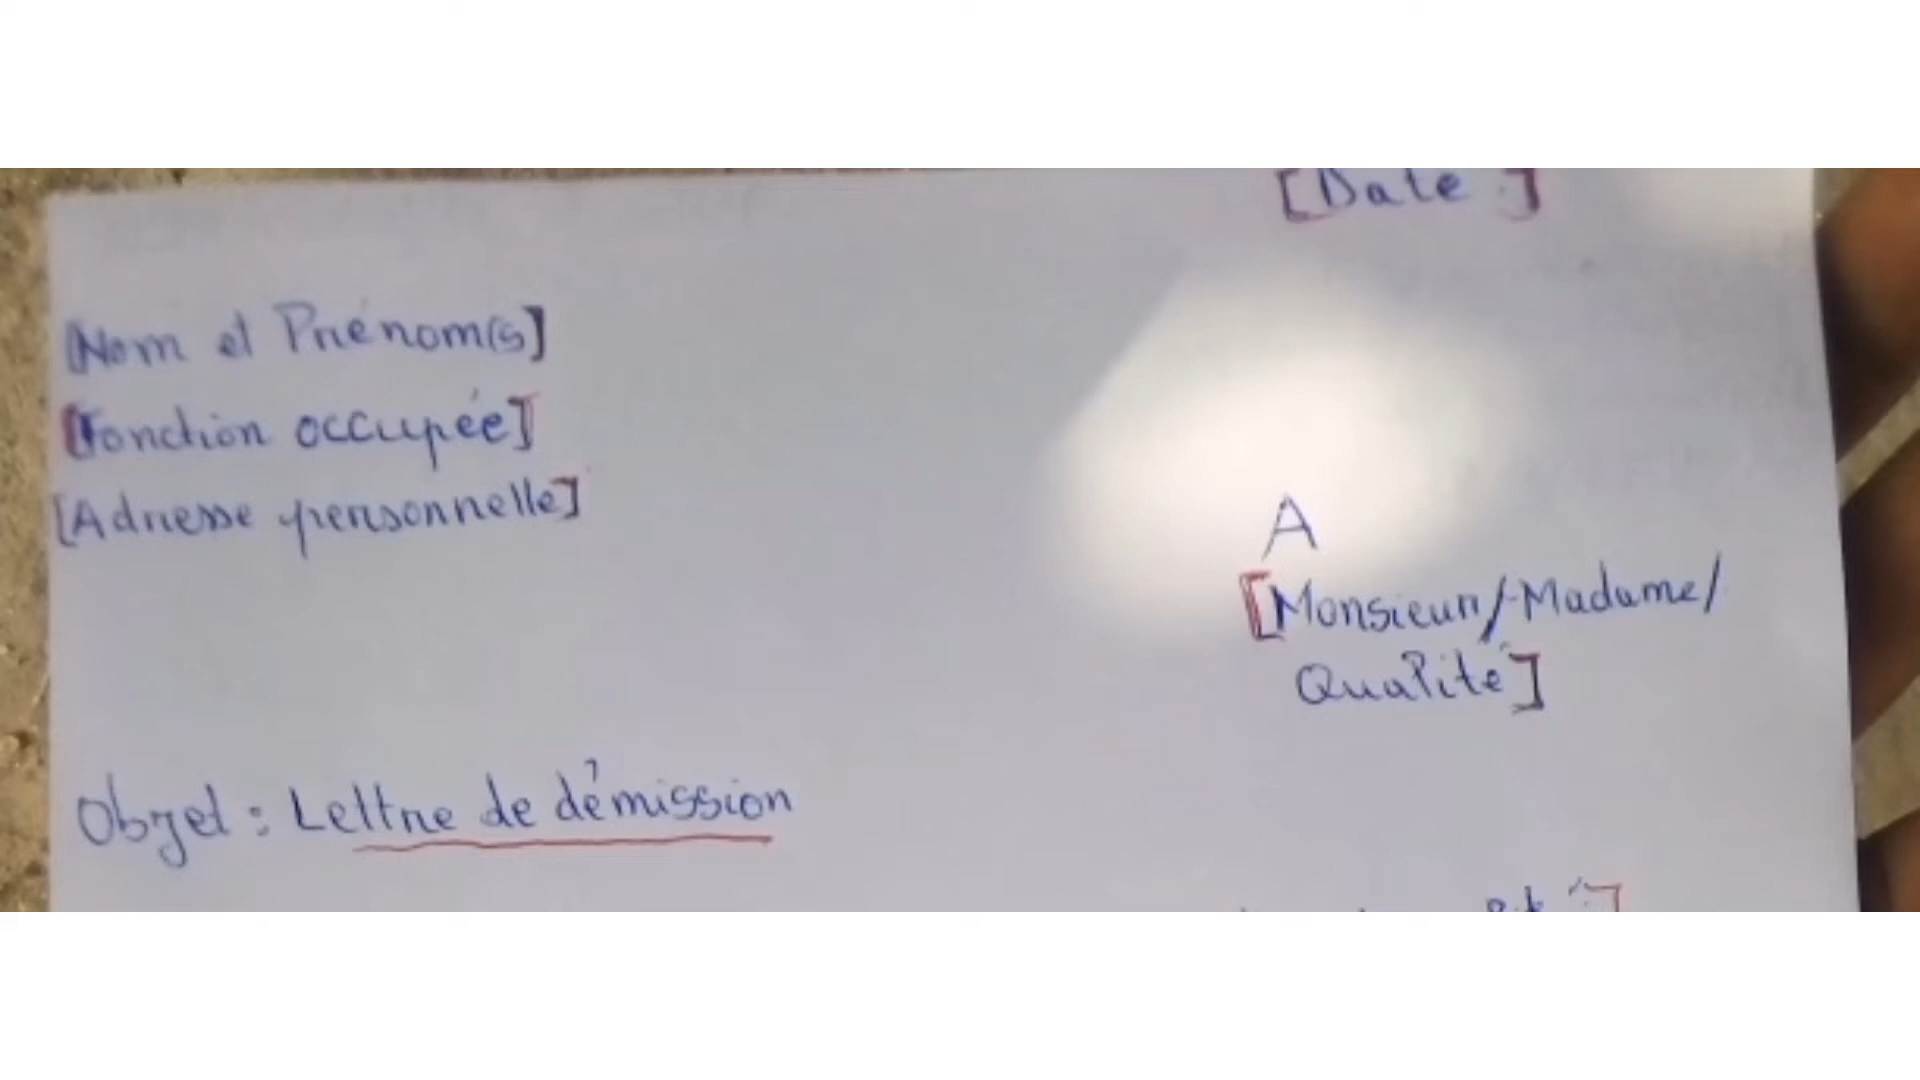 [Date :]
[Nom et Prénom(s]
[Fonction occupée]
[Adresse personnelle]
A
[Monsieur/Madame/
Qualité]
Objet : Lettre de démission